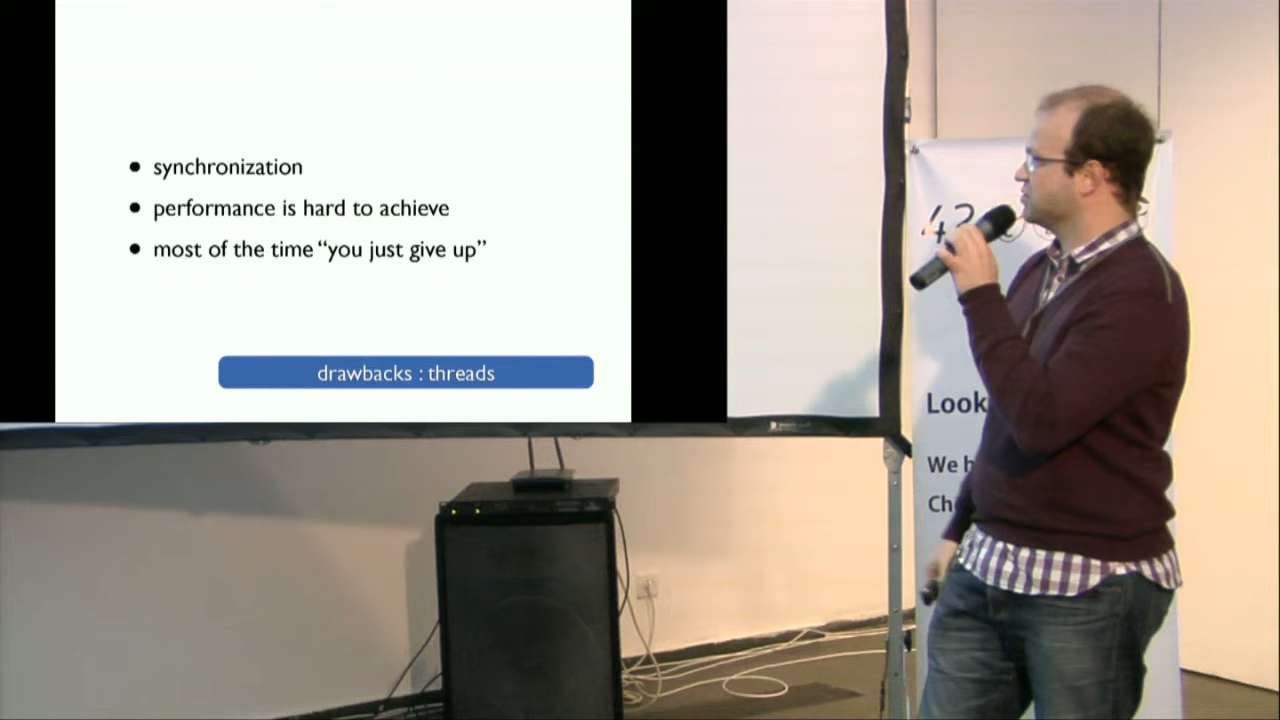 synchronization
performance is hard to achieve
most of the time “you just give up”
drawbacks : threads
42
Look
We h
Ch